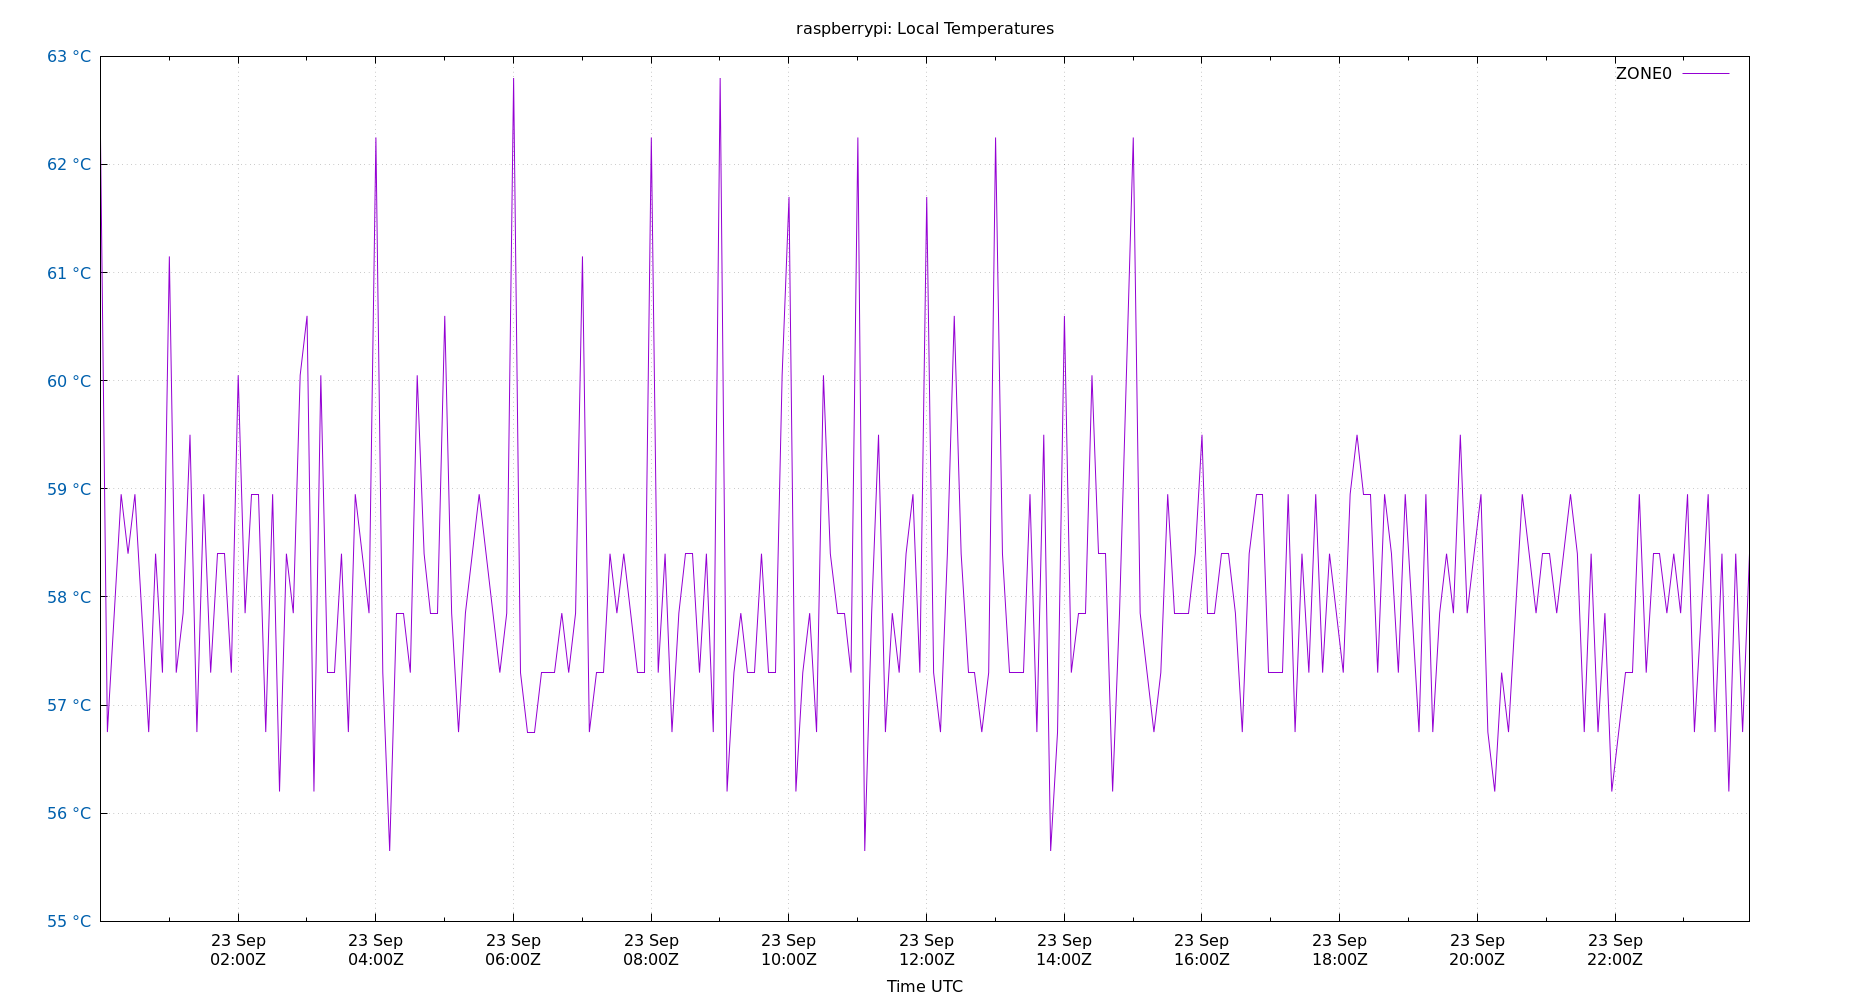 raspberrypi: Local Temperatures
63 °C
ZONE0
62 °C
61 °C
60 °C
59 °C
58 °C
57 °C
56 °C
55 °C
23 Sep 23 Sep 23 Sep 23 Sep 23 Sep 23 Sep 23 Sep 23 Sep 23 Sep 23 Sep 23 Sep
02:00Z 04:00Z 06:00Z 08:00Z 10:00Z 12:00Z 14:00Z 16:00Z 18:00Z 20:00Z 22:00Z
Time UTC